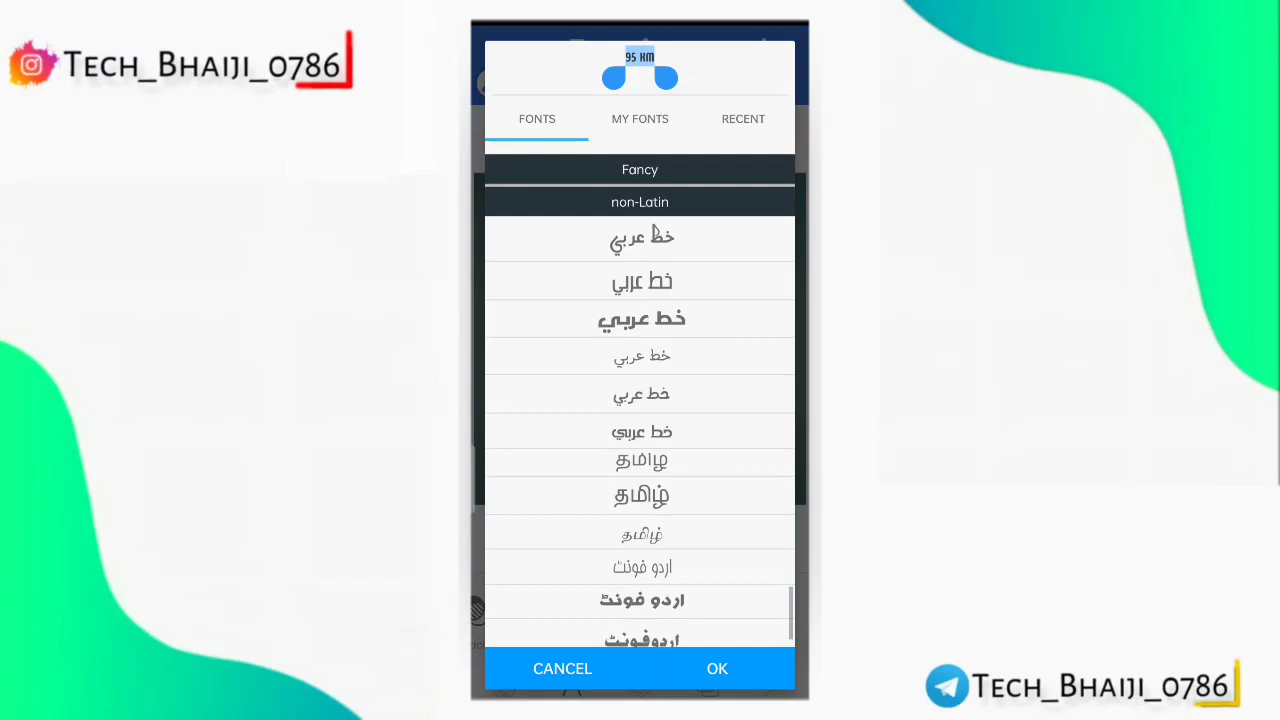 TECH_BHAIJI_0786
95 KM
FONTS
MY FONTS
RECENT
Fancy
non-Latin
خط عربي
خط عربي
خط عربي
خط عربي
خط عربي
خط عربي
தமிழ்
தமிழ்
தமிழ்
اردو فونٹ
اردو فونٹ
اردوفونٹ
CANCEL
OK
TECH_BHAIJI_0786